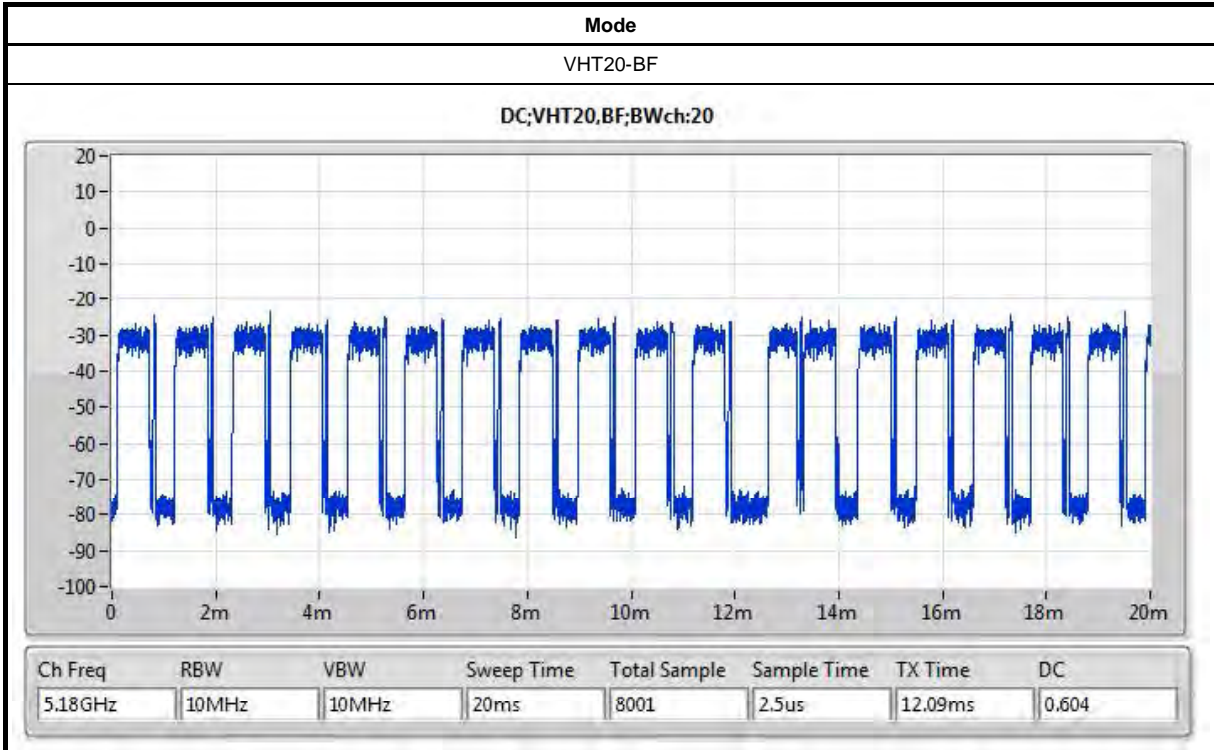 Mode
VHT20-BF
DC;VHT20,BF;BWch:20
20
10
0
-10
-20
-30
-40
-50
-60
-70
-80
-90
-100
0 2m 4m 6m 8m 10m 12m 14m 16m 18m 20m
Ch Freq RBW VBW Sweep Time Total Sample Sample Time TX Time DC
5.18GHz 10MHz 10MHz 20ms 8001 2.5us 12.09ms 0.604